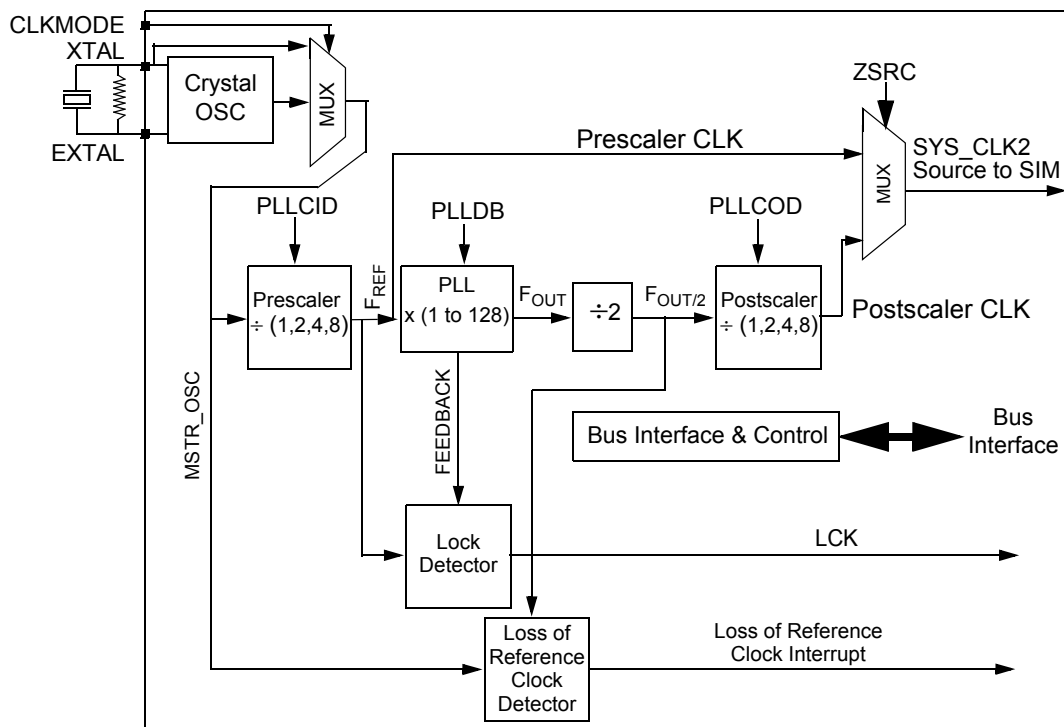 CLKMODE
XTAL
EXTAL
Crystal
OSC
MUX
ZSRC
Prescaler CLK
MUX
SYS_CLK2
Source to SIM
PLLCID
PLLDB
PLLCOD
Prescaler
÷ (1,2,4,8)
FREF
PLL
x (1 to 128)
FOUT
÷2
FOUT/2
Postscaler
÷ (1,2,4,8)
Postscaler CLK
MSTR_OSC
FEEDBACK
Bus Interface & Control
Bus
Interface
Lock
Detector
LCK
Loss of
Reference
Clock
Detector
Loss of Reference
Clock Interrupt